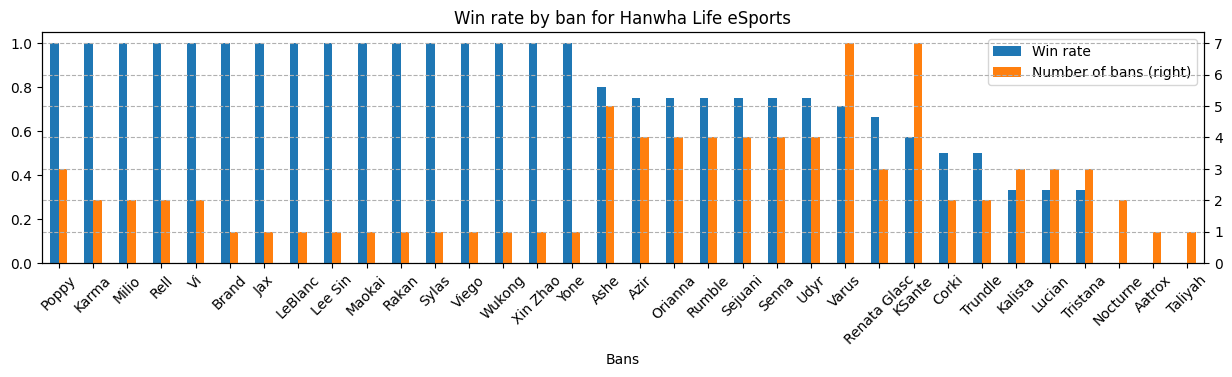 Win rate by ban for Hanwha Life eSports
Win rate
Number of bans (right)
1.0
0.8
0.6
0.4
0.2
0.0
7
6
5
4
3
2
1
0
Poppy
Karma
Milio
Rell
Vi
Brand
Jax
LeBlanc
Lee Sin
Maokai
Rakan
Sylas
Viego
Wukong
Xin Zhao
Yone
Ashe
Azir
Orianna
Rumble
Sejuani
Senna
Udyr
Varus
Renata Glasc
KSante
Corki
Trundle
Kalista
Lucian
Tristana
Nocturne
Aatrox
Taliyah
Bans